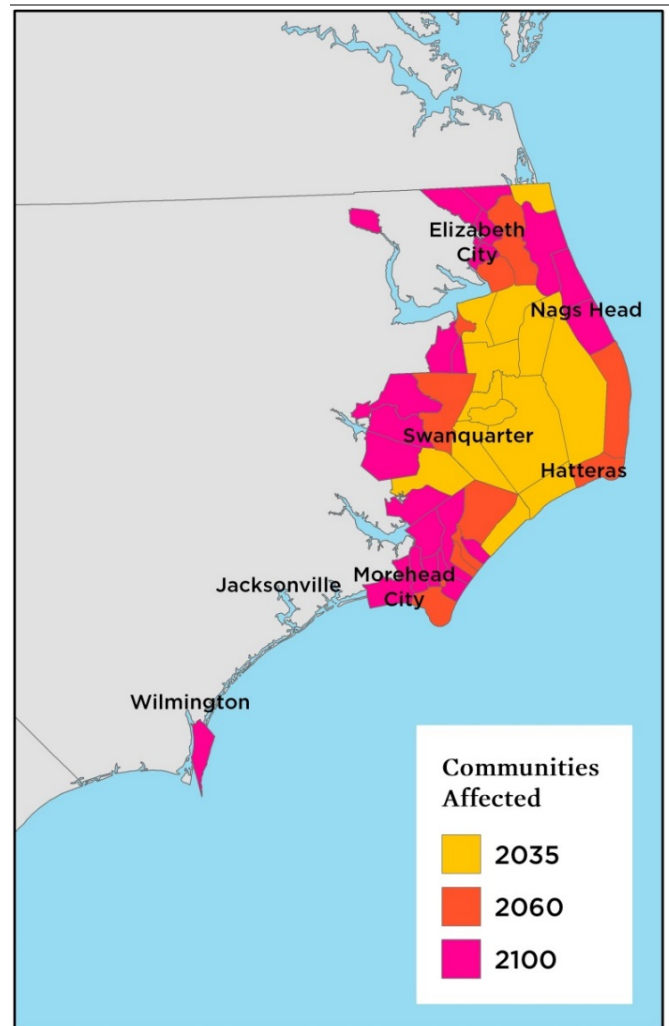 Elizabeth
City
Nags Head
Swanquarter
Hatteras
Jacksonville
Morehead
City
Wilmington
Communities
Affected
2035
2060
2100